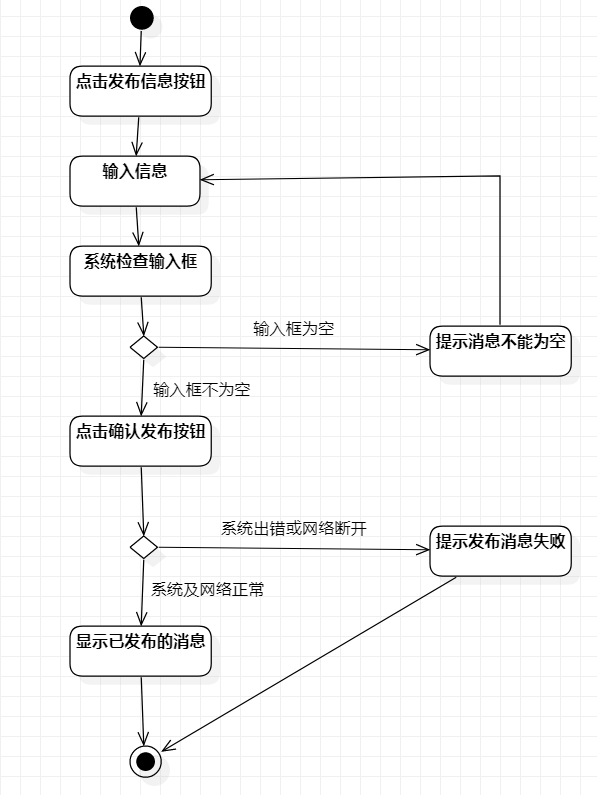 点击发布信息按钮
输入信息
系统检查输入框
输入框为空
提示消息不能为空
输入框不为空
点击确认发布按钮
系统出错或网络断开
提示发布消息失败
系统及网络正常
显示已发布的消息